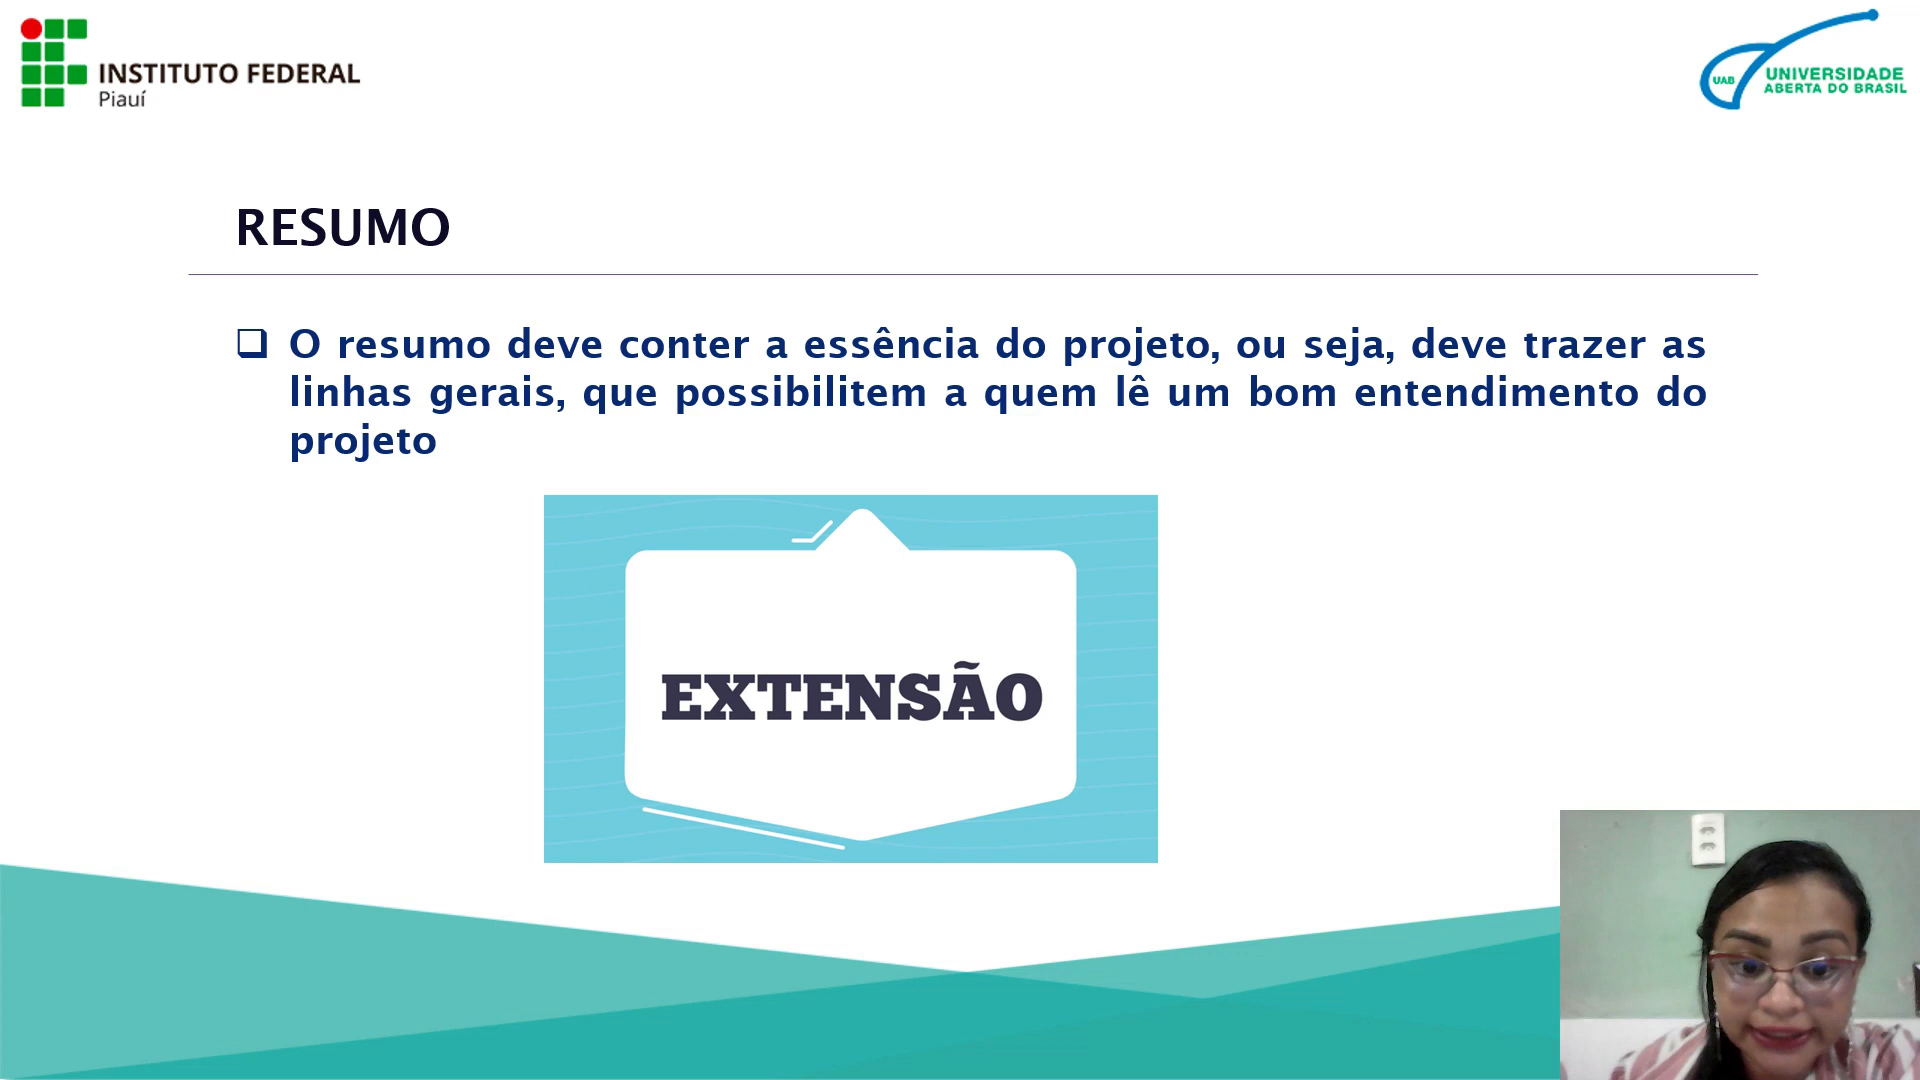 INSTITUTO FEDERAL
Piauí
UAB
UNIVERSIDADE
ABERTA DO BRASIL
RESUMO
O resumo deve conter a essência do projeto, ou seja, deve trazer as
linhas gerais, que possibilitem a quem lê um bom entendimento do
projeto
EXTENSÃO